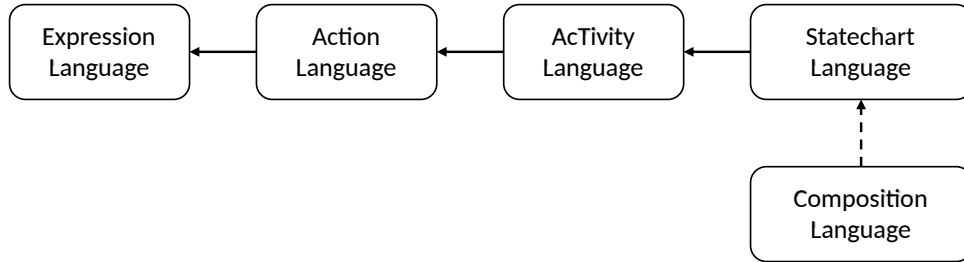 Expression
Language
Action
Language
AcTivity
Language
Statechart
Language
Composition
Language